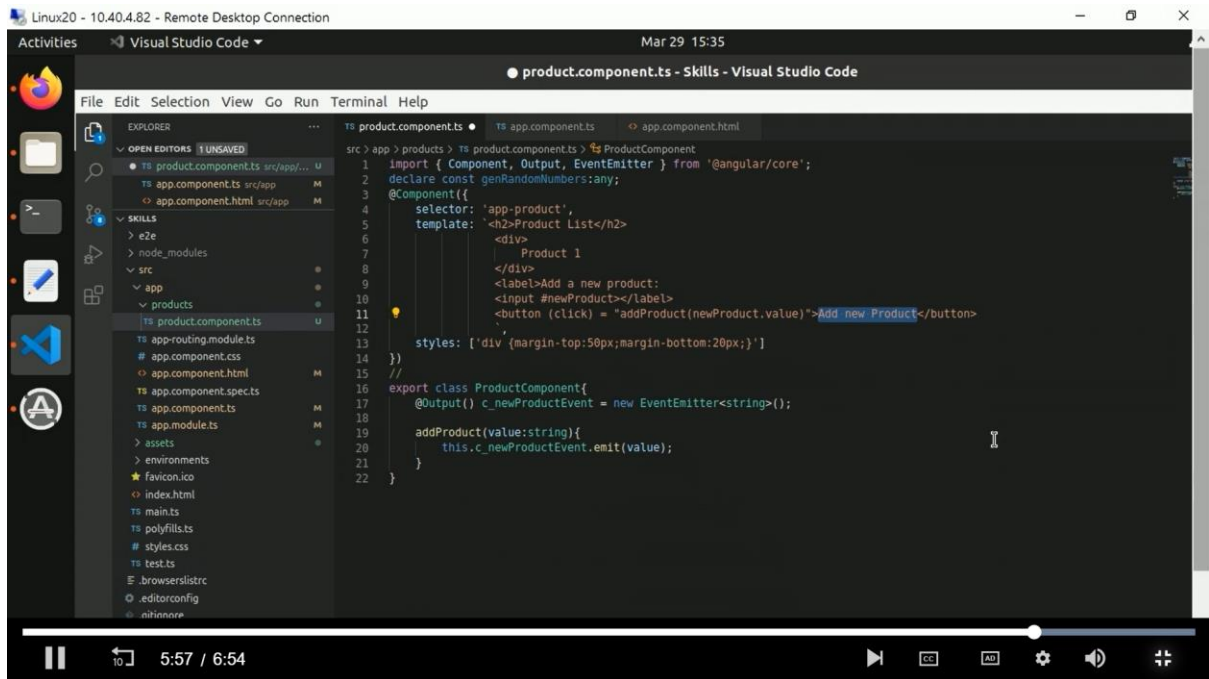 Linux20 - 10.40.4.82 - Remote Desktop Connection
Activities Visual Studio Code Mar 29 15:35
product.component.ts - Skills - Visual Studio Code
File Edit Selection View Go Run Terminal Help
EXPLORER
OPEN EDITORS 1 UNSAVED
TS product.component.ts src/app/... U
TS app.component.ts src/app M
<> app.component.html src/app M
SKILLS
> e2e
> node_modules
src
app
products
TS product.component.ts U
TS app-routing.module.ts
# app.component.css
<> app.component.html M
TS app.component.spec.ts
TS app.component.ts M
TS app.module.ts M
> assets
> environments
favicon.ico
<> index.html
TS main.ts
TS polyfills.ts
# styles.css
TS test.ts
.browserslistrc
.editorconfig
.gitignore
TS product.component.ts TS app.component.ts <> app.component.html
src > app > products > TS product.component.ts > ProductComponent
1 import { Component, Output, EventEmitter } from '@angular/core';
2 declare const genRandomNumbers:any;
3 @Component({
4 selector: 'app-product',
5 template: `<h2>Product List</h2>
6 <div>
7 Product 1
8 </div>
9 <label>Add a new product:
10 <input #newProduct></label>
11 <button (click) = "addProduct(newProduct.value)">Add new Product</button>
12 `,
13 styles: ['div {margin-top:50px;margin-bottom:20px;}']
14 })
15 //
16 export class ProductComponent{
17 @Output() c_newProductEvent = new EventEmitter<string>();
18
19 addProduct(value:string){
20 this.c_newProductEvent.emit(value);
21 }
22 }
10 5:57 / 6:54 CC AD